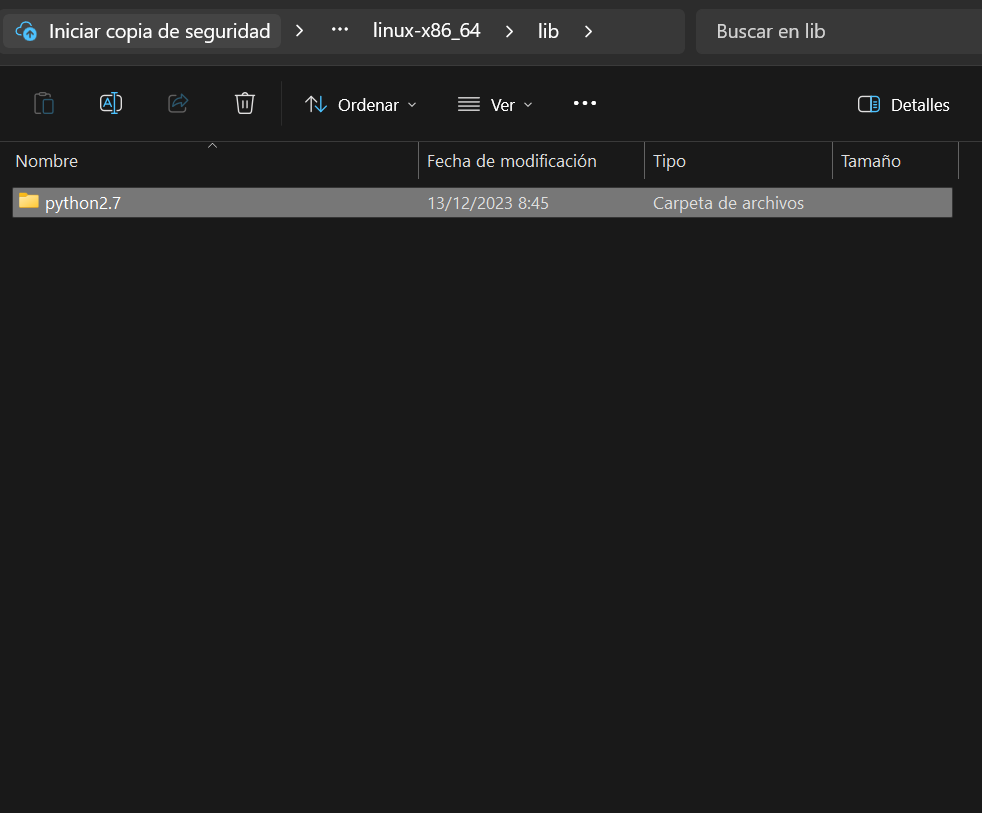 Iniciar copia de seguridad > ... linux-x86_64 > lib > Buscar en lib
Ordenar Ver ... Detalles
Nombre Fecha de modificación Tipo Tamaño
python2.7 13/12/2023 8:45 Carpeta de archivos